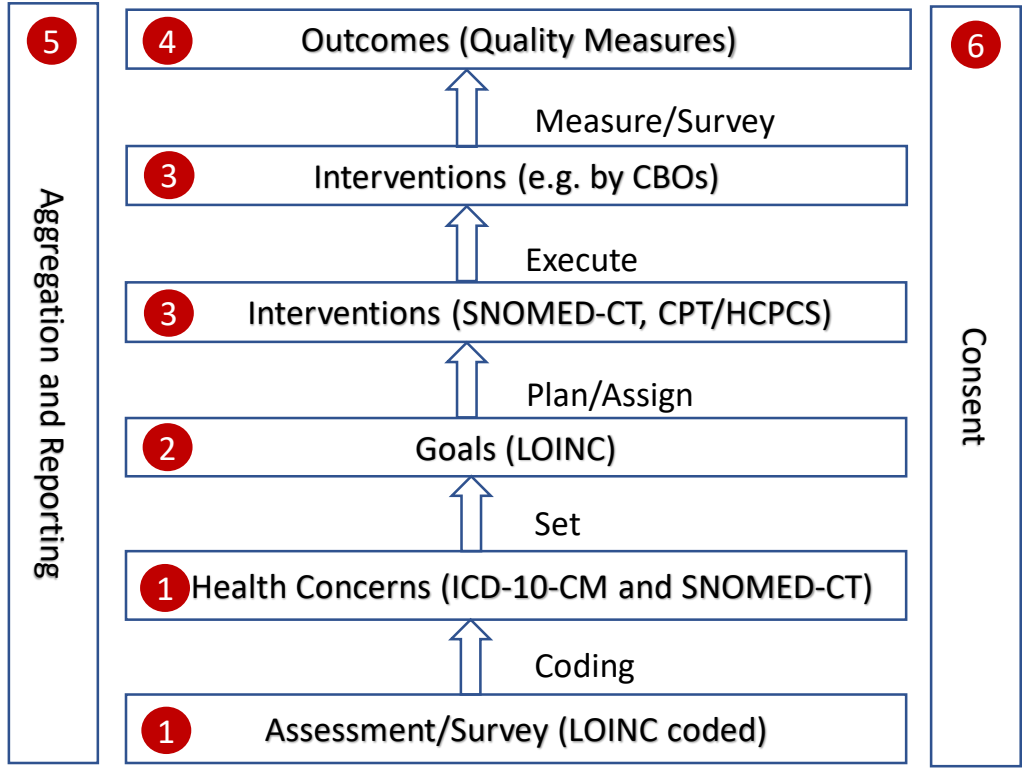 5
Aggregation and Reporting
4 Outcomes (Quality Measures)
Measure/Survey
3 Interventions (e.g. by CBOs)
Execute
3 Interventions (SNOMED-CT, CPT/HCPCS)
Plan/Assign
2 Goals (LOINC)
Set
1 Health Concerns (ICD-10-CM and SNOMED-CT)
Coding
1 Assessment/Survey (LOINC coded)
6
Consent